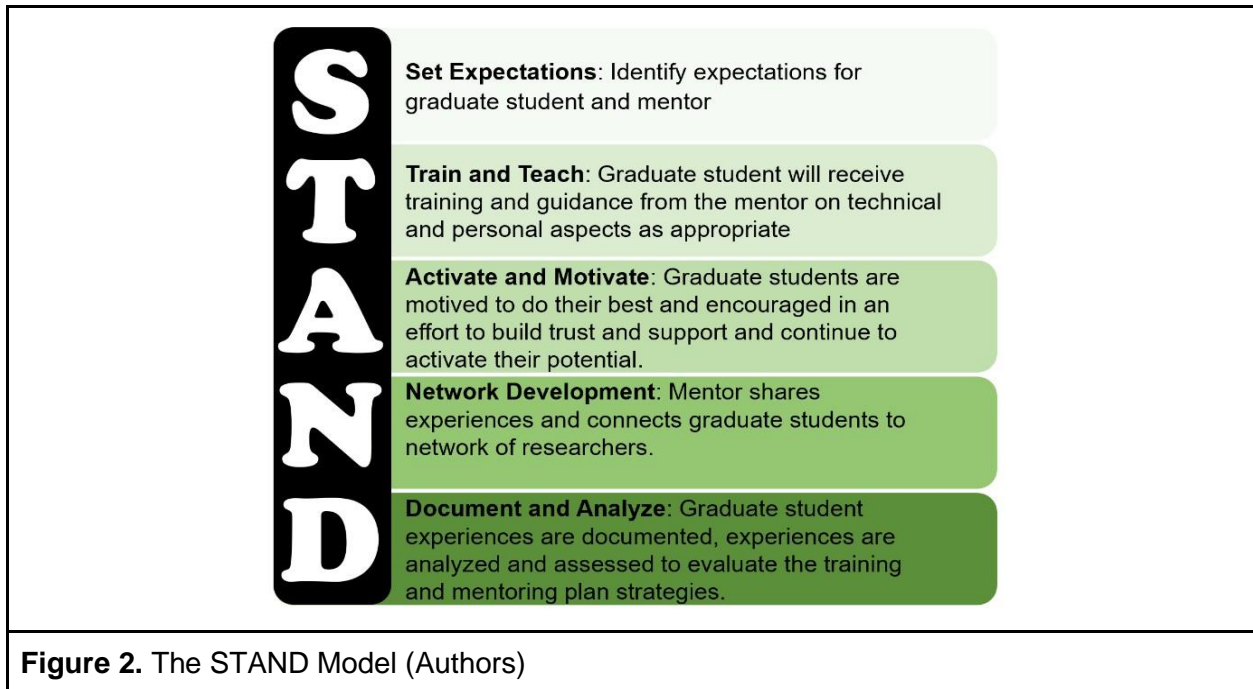 S
Set Expectations: Identify expectations for
graduate student and mentor
T
Train and Teach: Graduate student will receive
training and guidance from the mentor on technical
and personal aspects as appropriate
A
Activate and Motivate: Graduate students are
motived to do their best and encouraged in an
effort to build trust and support and continue to
activate their potential.
N
Network Development: Mentor shares
experiences and connects graduate students to
network of researchers.
D
Document and Analyze: Graduate student
experiences are documented, experiences are
analyzed and assessed to evaluate the training
and mentoring plan strategies.
Figure 2. The STAND Model (Authors)